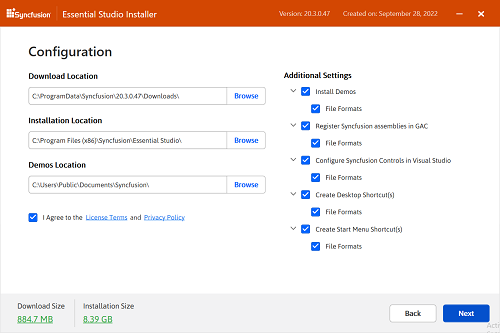 Syncfusion Essential Studio Installer Version: 20.3.0.47 Created on: September 28, 2022
Configuration
Download Location
C:\ProgramData\Syncfusion\20.3.0.47\Downloads\ Browse
Installation Location
C:\Program Files (x86)\Syncfusion\Essential Studio\ Browse
Demos Location
C:\Users\Public\Documents\Syncfusion\ Browse
I Agree to the License Terms and Privacy Policy
Additional Settings
Install Demos
File Formats
Register Syncfusion assemblies in GAC
File Formats
Configure Syncfusion Controls in Visual Studio
File Formats
Create Desktop Shortcut(s)
File Formats
Create Start Menu Shortcut(s)
File Formats
Download Size Installation Size
884.7 MB 8.39 GB
Back Next